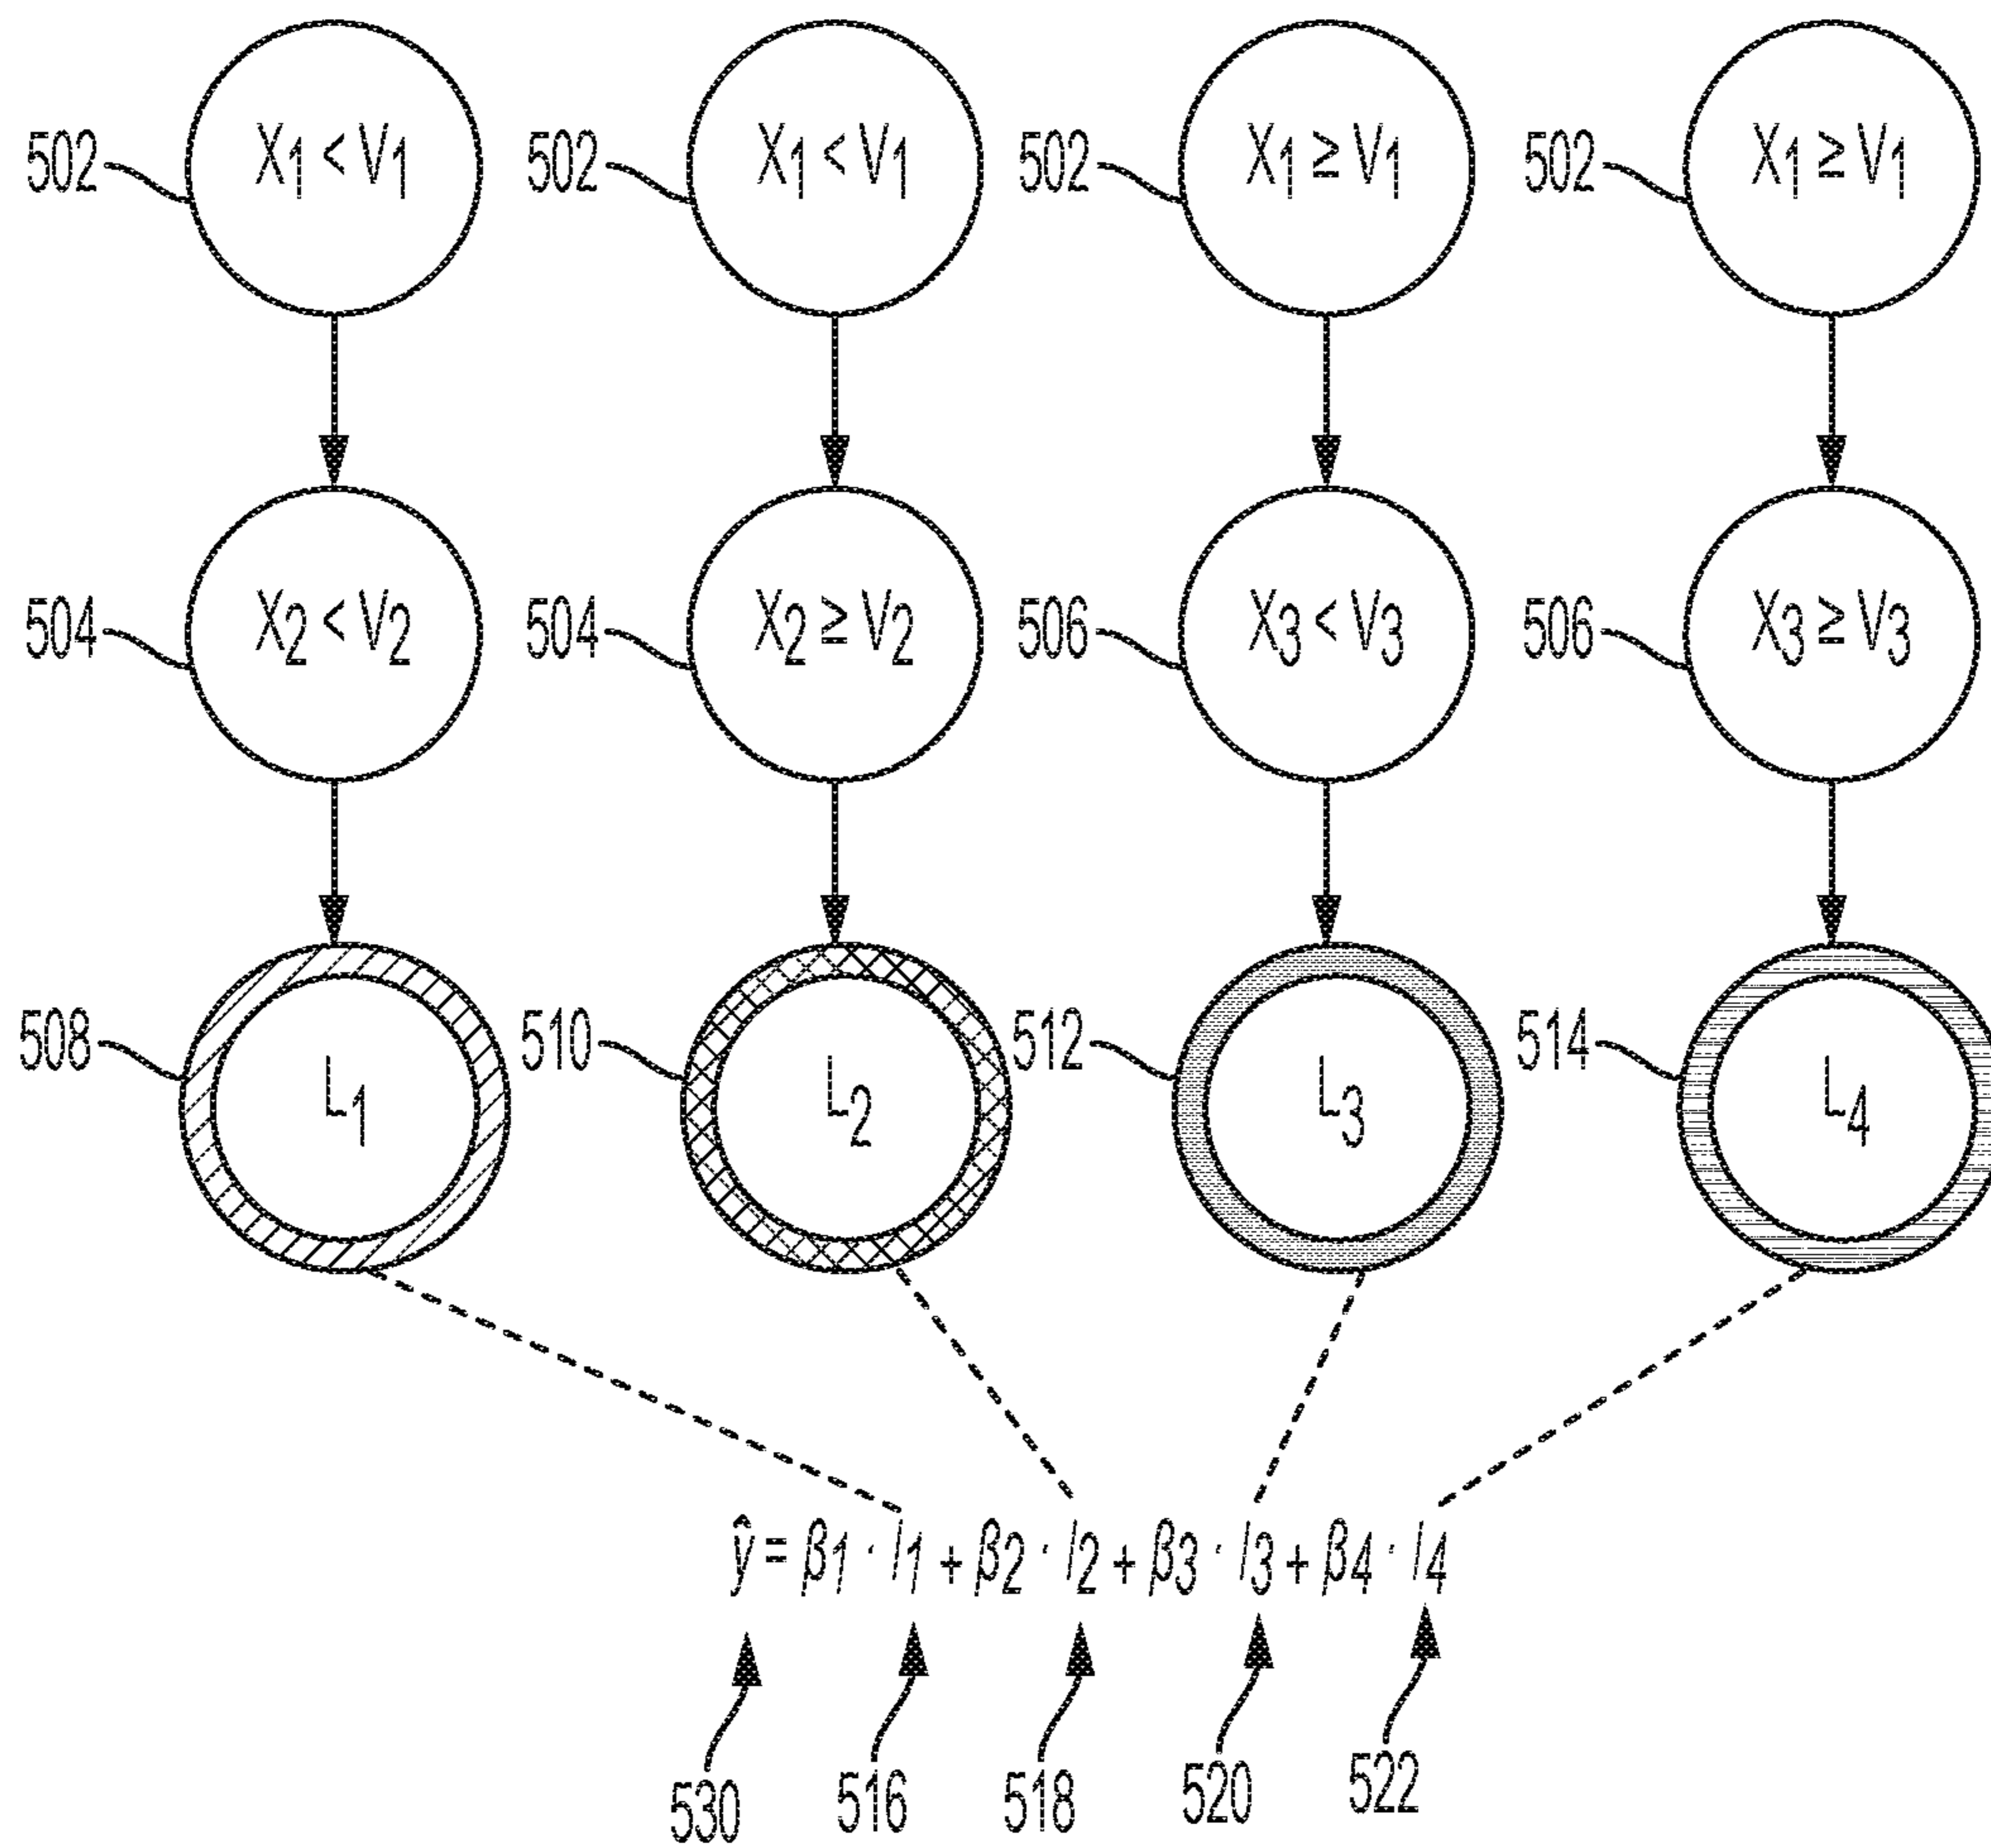 502 X₁ < V₁ 502 X₁ < V₁ 502 X₁ ≥ V₁ 502 X₁ ≥ V₁
504 X₂ < V₂ 504 X₂ ≥ V₂ 506 X₃ < V₃ 506 X₃ ≥ V₃
508 L₁ 510 L₂ 512 L₃ 514 L₄
ŷ = β₁ · l₁ + β₂ · l₂ + β₃ · l₃ + β₄ · l₄
530 516 518 520 522